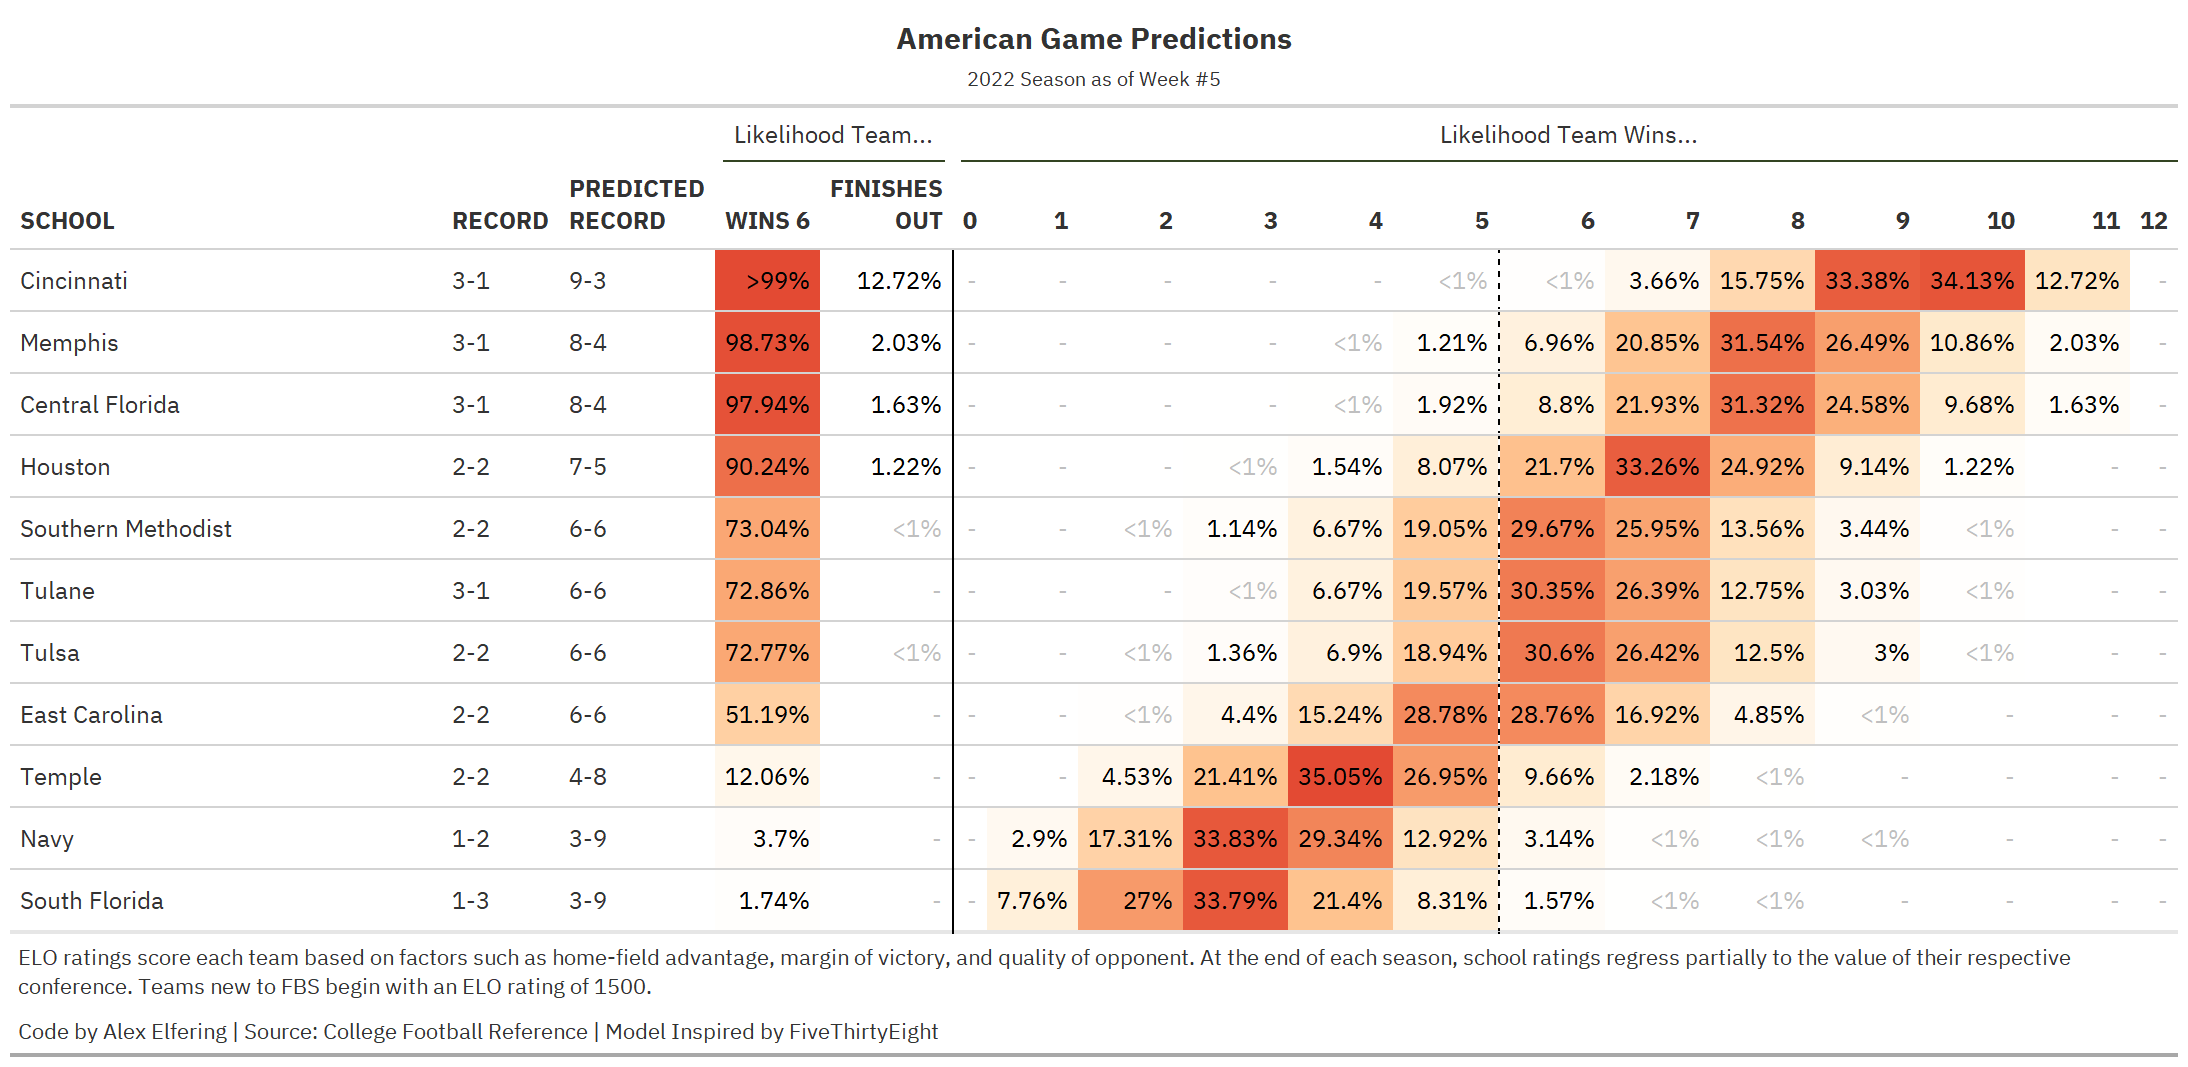 American Game Predictions
2022 Season as of Week #5
Likelihood Team... Likelihood Team Wins...
PREDICTED FINISHES
SCHOOL RECORD RECORD WINS 6 OUT 0 1 2 3 4 5 6 7 8 9 10 11 12
Cincinnati 3-1 9-3 >99% 12.72% - - - - - <1% <1% 3.66% 15.75% 33.38% 34.13% 12.72% -
Memphis 3-1 8-4 98.73% 2.03% - - - - <1% 1.21% 6.96% 20.85% 31.54% 26.49% 10.86% 2.03% -
Central Florida 3-1 8-4 97.94% 1.63% - - - - <1% 1.92% 8.8% 21.93% 31.32% 24.58% 9.68% 1.63% -
Houston 2-2 7-5 90.24% 1.22% - - - <1% 1.54% 8.07% 21.7% 33.26% 24.92% 9.14% 1.22% - -
Southern Methodist 2-2 6-6 73.04% <1% - - <1% 1.14% 6.67% 19.05% 29.67% 25.95% 13.56% 3.44% <1% - -
Tulane 3-1 6-6 72.86% - - - - <1% 6.67% 19.57% 30.35% 26.39% 12.75% 3.03% <1% - -
Tulsa 2-2 6-6 72.77% <1% - - <1% 1.36% 6.9% 18.94% 30.6% 26.42% 12.5% 3% <1% - -
East Carolina 2-2 6-6 51.19% - - - <1% 4.4% 15.24% 28.78% 28.76% 16.92% 4.85% <1% - - -
Temple 2-2 4-8 12.06% - - - 4.53% 21.41% 35.05% 26.95% 9.66% 2.18% <1% - - - -
Navy 1-2 3-9 3.7% - - 2.9% 17.31% 33.83% 29.34% 12.92% 3.14% <1% <1% <1% - - -
South Florida 1-3 3-9 1.74% - - 7.76% 27% 33.79% 21.4% 8.31% 1.57% <1% <1% - - - -
ELO ratings score each team based on factors such as home-field advantage, margin of victory, and quality of opponent. At the end of each season, school ratings regress partially to the value of their respective
conference. Teams new to FBS begin with an ELO rating of 1500.
Code by Alex Elfering | Source: College Football Reference | Model Inspired by FiveThirtyEight